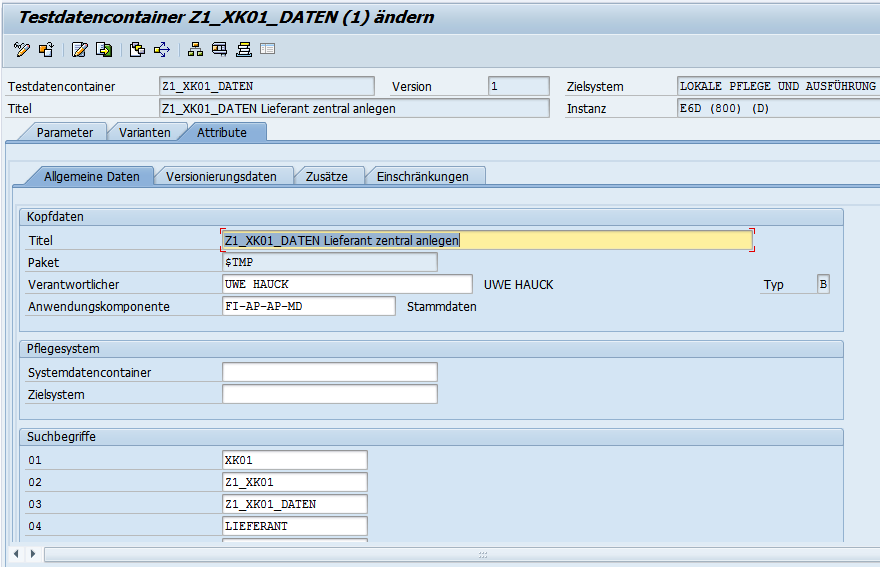 Testdatencontainer Z1_XK01_DATEN (1) ändern
Testdatencontainer Z1_XK01_DATEN Version 1 Zielsystem LOKALE PFLEGE UND AUSFÜHRUNG
Titel Z1_XK01_DATEN Lieferant zentral anlegen Instanz E6D (800) (D)
Parameter Varianten Attribute
Allgemeine Daten Versionierungsdaten Zusätze Einschränkungen
Kopfdaten
Titel Z1_XK01_DATEN Lieferant zentral anlegen
Paket $TMP
Verantwortlicher UWE HAUCK UWE HAUCK Typ B
Anwendungskomponente FI-AP-AP-MD Stammdaten
Pflegesystem
Systemdatencontainer
Zielsystem
Suchbegriffe
01 XK01
02 Z1_XK01
03 Z1_XK01_DATEN
04 LIEFERANT